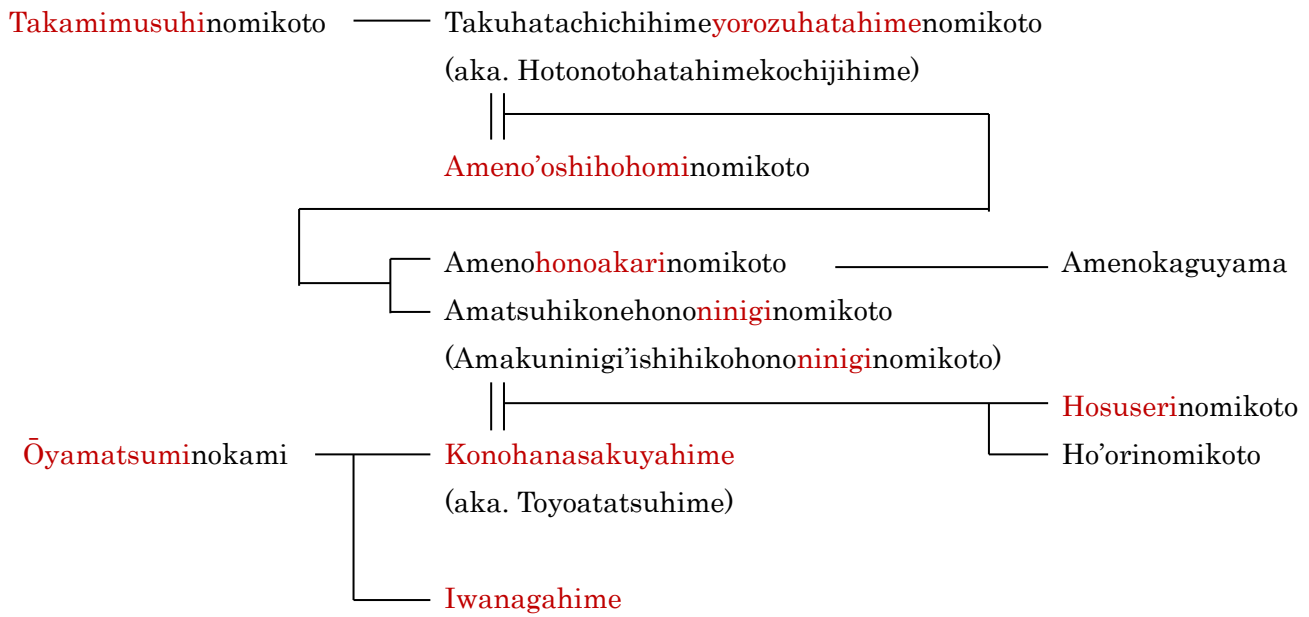 Takamimusuhinomikoto
Takuhatachichihimeyorozuhatahimenomikoto
(aka. Hotonotohatahimekochijihime)
Ameno’oshihohominomikoto
Amenohonoakarinomikoto
Amenokaguyama
Amatsuhikonehononiniginomikoto
(Amakuninigi’ishihikohononiniginomikoto)
Hosuserinomikoto
Ōyamatsuminokami
Konohanasakuyahime
Ho’orinomikoto
(aka. Toyoatatsuhime)
Iwanagahime